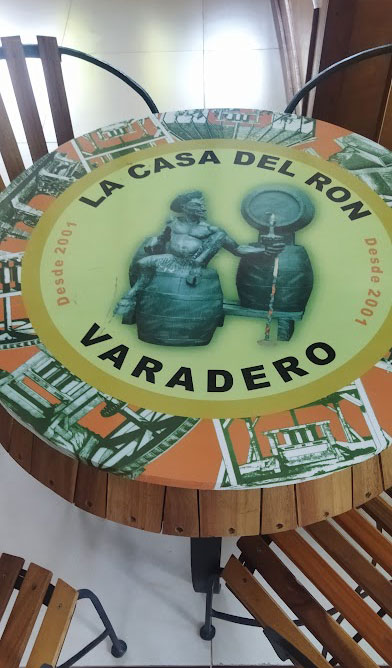 LA CASA DEL RON
Desde 2001
Desde 2001
VARADERO